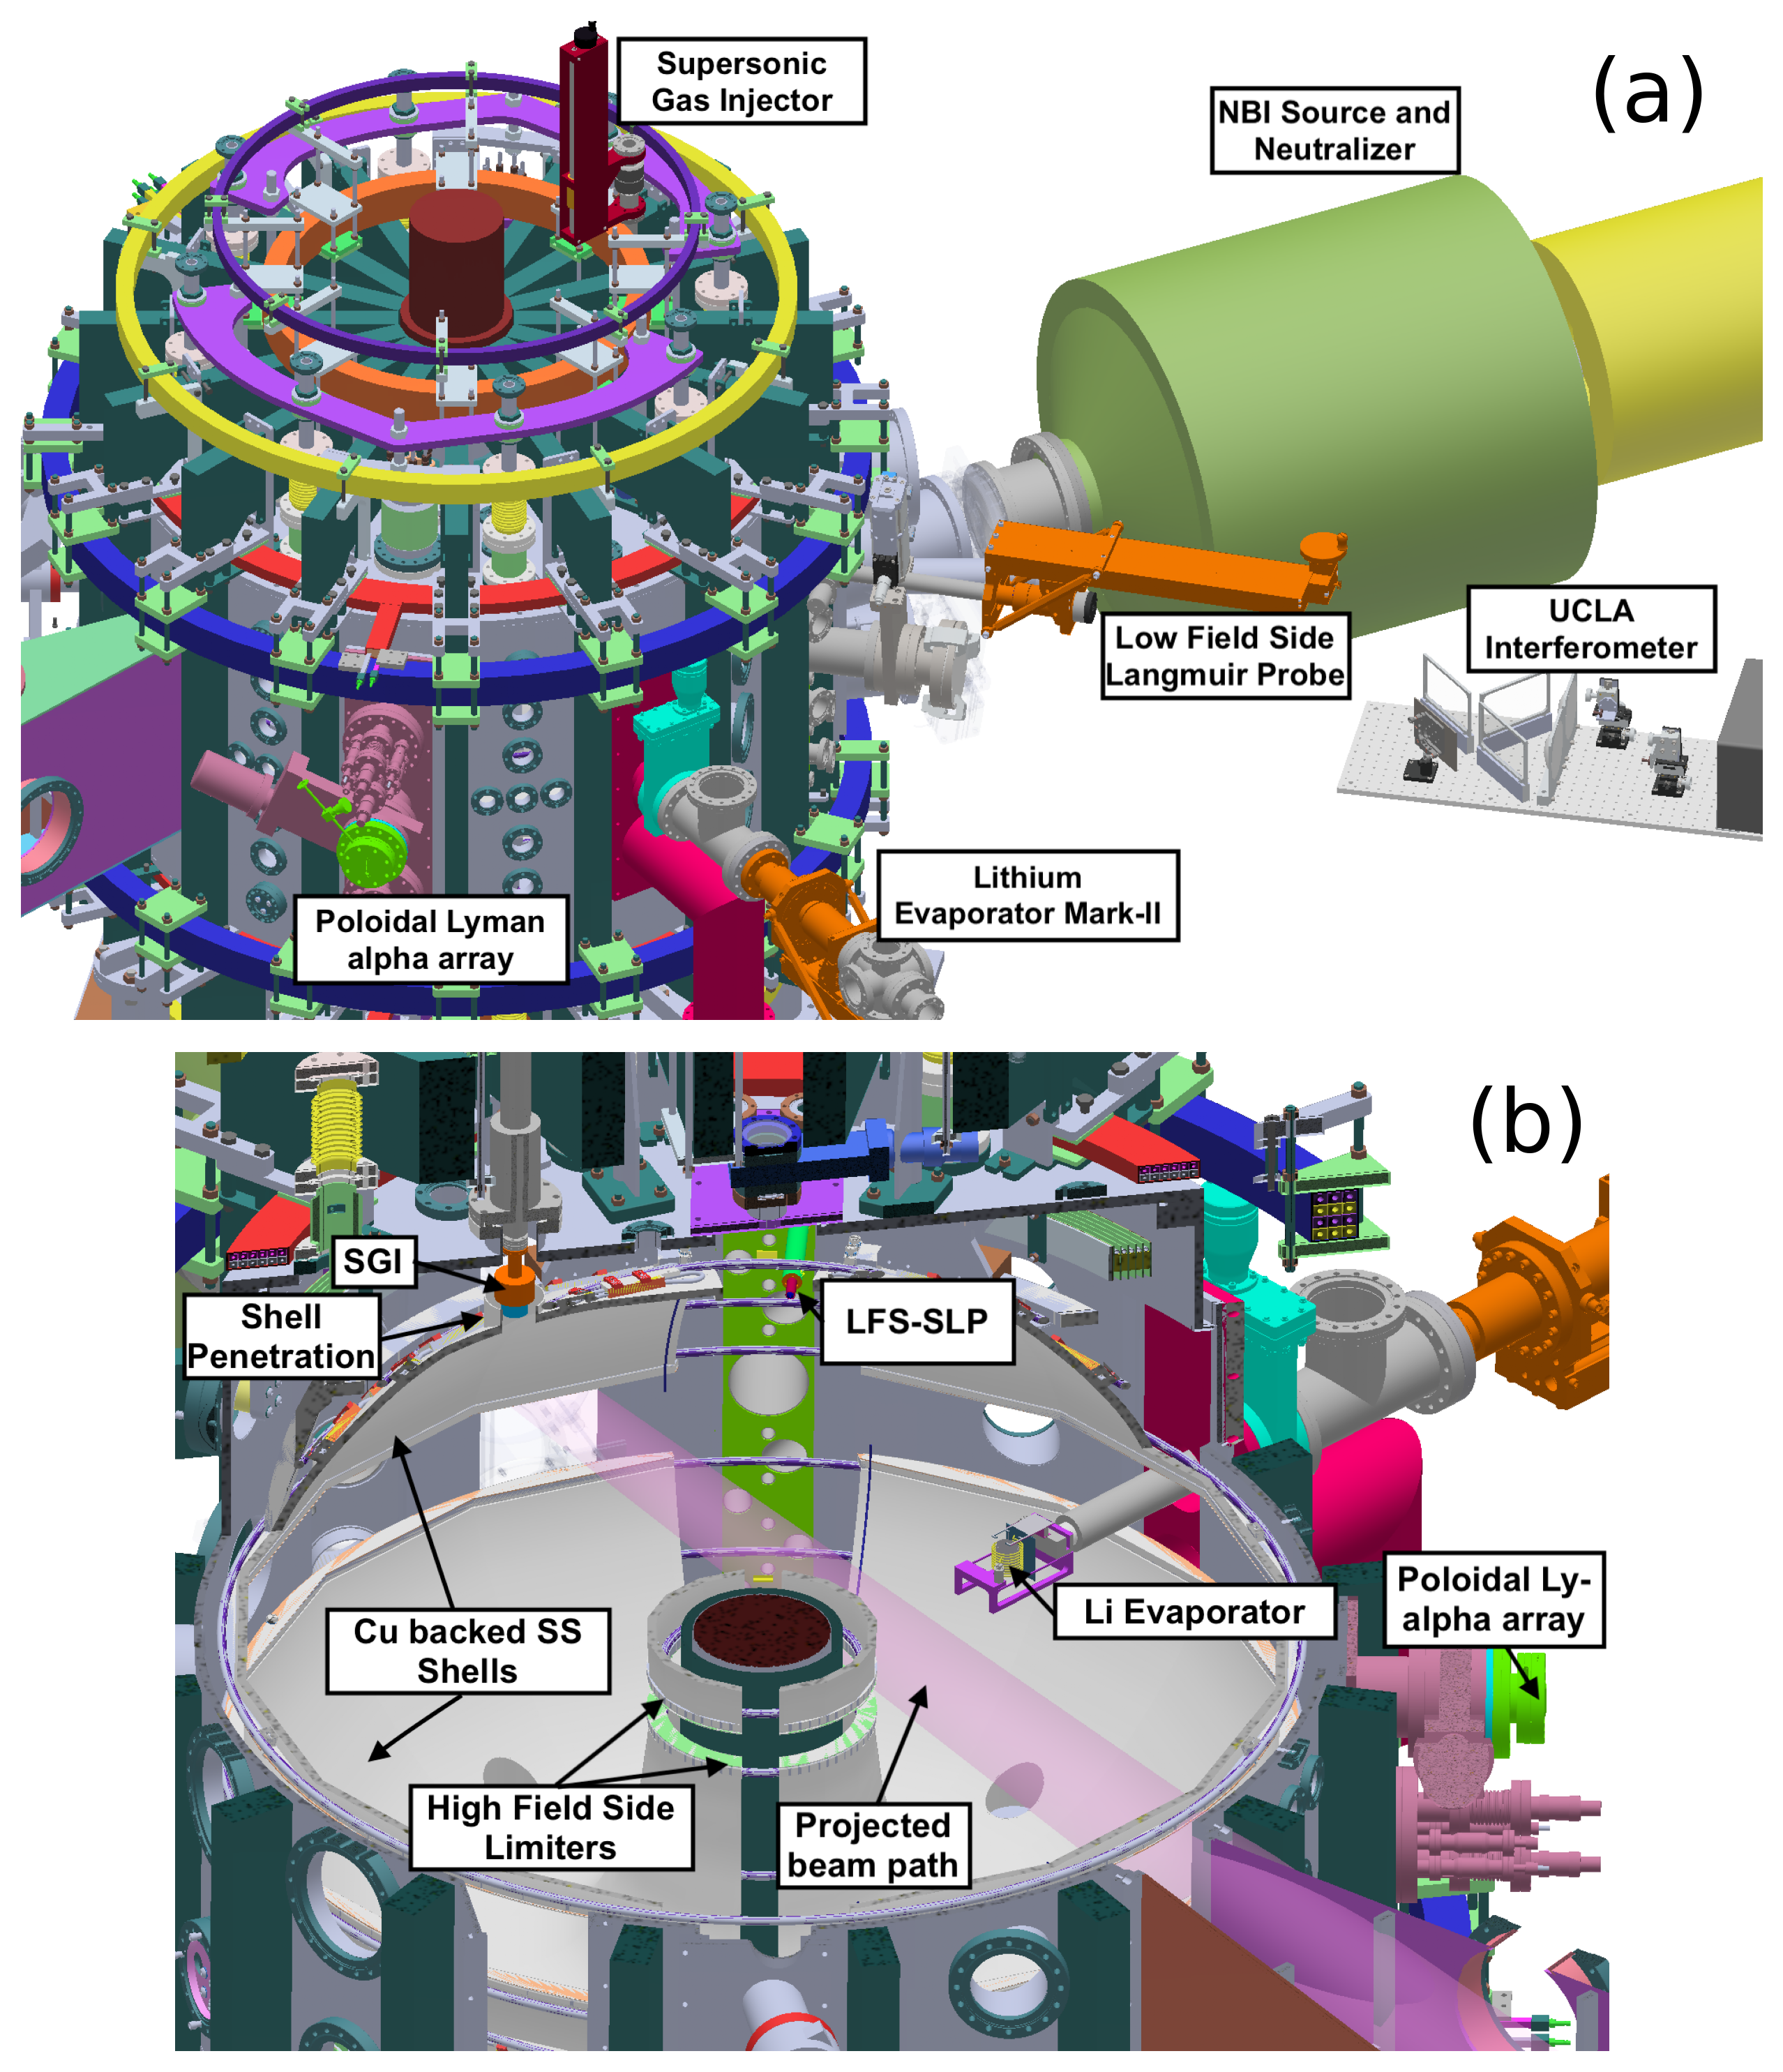 Supersonic
Gas Injector
(a)
NBI Source and
Neutralizer
UCLA
Interferometer
Low Field Side
Langmuir Probe
Lithium
Evaporator Mark-II
Poloidal Lyman
alpha array
(b)
SGI
Shell
Penetration
LFS-SLP
Poloidal Ly-
alpha array
Li Evaporator
Cu backed SS
Shells
High Field Side
Limiters
Projected
beam path